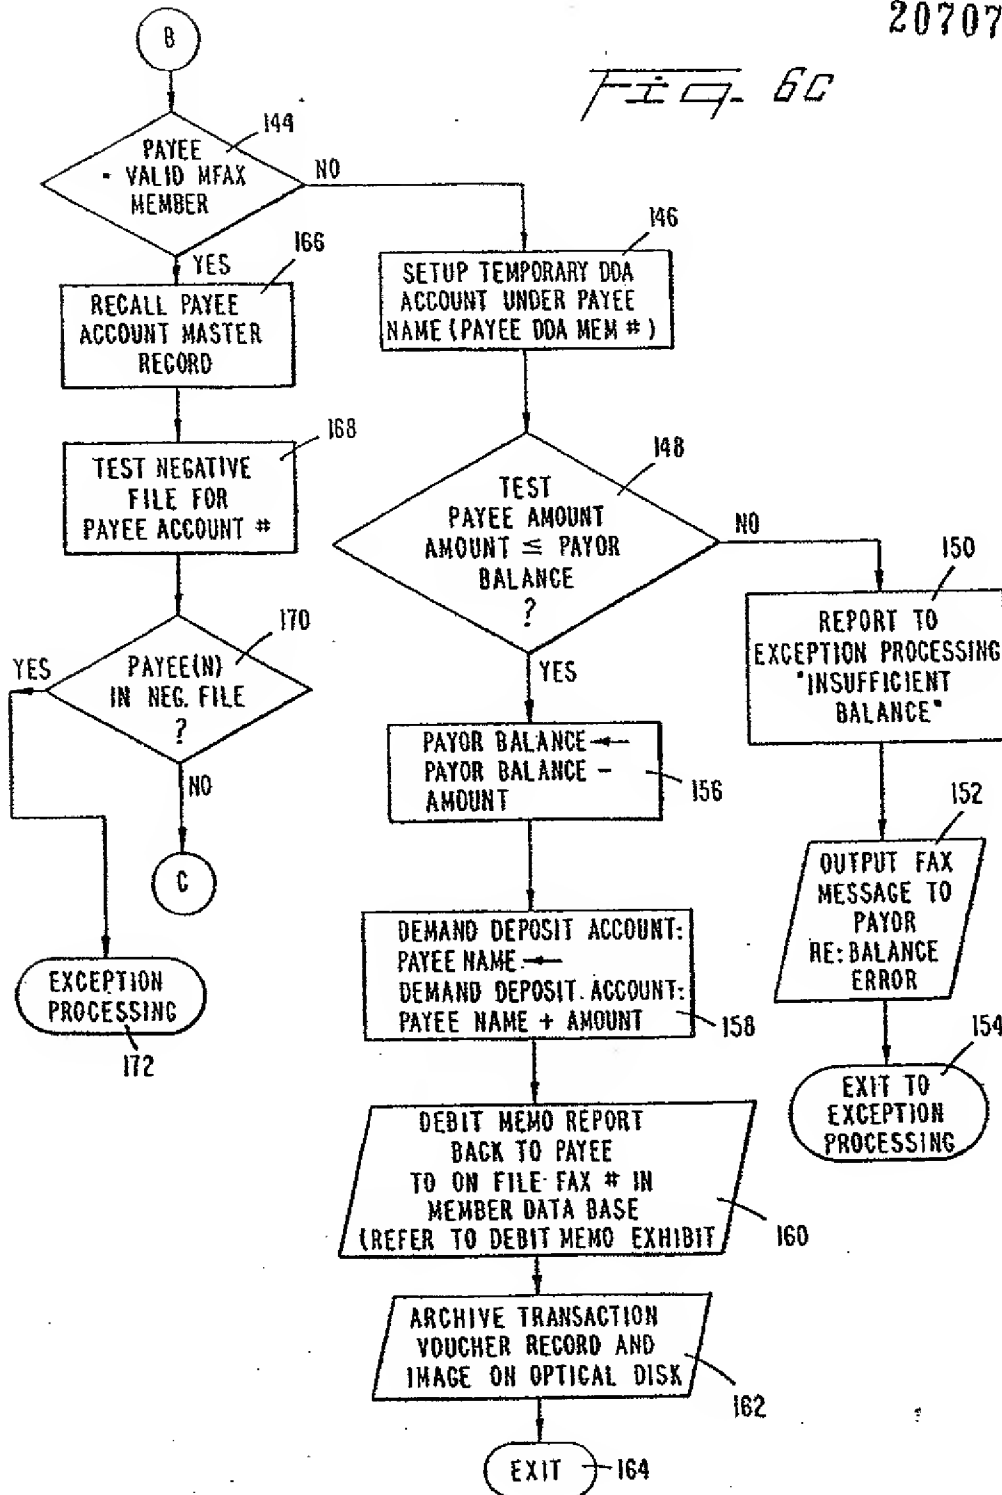 20707
Fig. 6C
B
144
PAYEE
= VALID MFAX
MEMBER
NO
YES
166
RECALL PAYEE
ACCOUNT MASTER
RECORD
168
TEST NEGATIVE
FILE FOR
PAYEE ACCOUNT #
170
YES
PAYEE(N)
IN NEG. FILE
?
NO
C
EXCEPTION
PROCESSING
172
146
SETUP TEMPORARY DDA
ACCOUNT UNDER PAYEE
NAME (PAYEE DDA MEM #)
148
TEST
PAYEE AMOUNT
AMOUNT ≤ PAYOR
BALANCE
?
NO
YES
150
REPORT TO
EXCEPTION PROCESSING
"INSUFFICIENT
BALANCE"
152
OUTPUT FAX
MESSAGE TO
PAYOR
RE: BALANCE
ERROR
154
EXIT TO
EXCEPTION
PROCESSING
PAYOR BALANCE ←
PAYOR BALANCE -
AMOUNT
156
DEMAND DEPOSIT ACCOUNT:
PAYEE NAME ←
DEMAND DEPOSIT ACCOUNT:
PAYEE NAME + AMOUNT
158
DEBIT MEMO REPORT
BACK TO PAYEE
TO ON FILE FAX # IN
MEMBER DATA BASE
(REFER TO DEBIT MEMO EXHIBIT
160
ARCHIVE TRANSACTION
VOUCHER RECORD AND
IMAGE ON OPTICAL DISK
162
EXIT
164